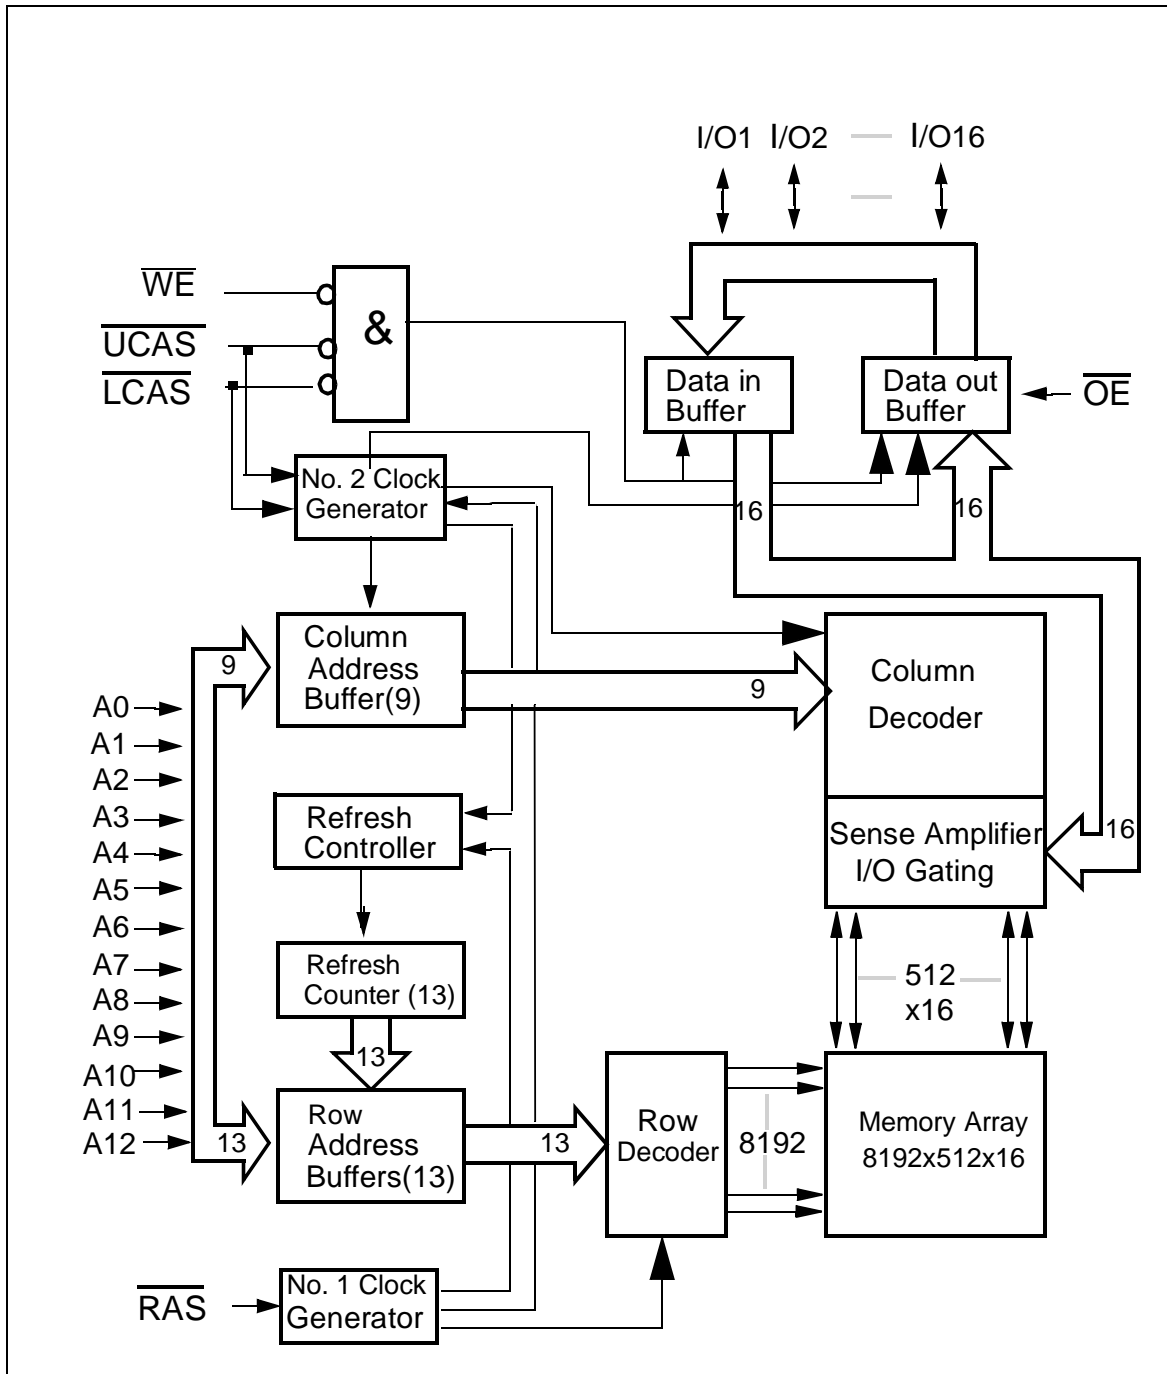 I/O1 I/O2 I/O16
WE
&
UCAS
LCAS
Data in
Buffer
Data out
Buffer
OE
No. 2 Clock
Generator
16
16
Column
Address
Buffer(9)
9
9
Column
Decoder
A0
A1
A2
A3
A4
A5
A6
A7
A8
A9
A10
A11
A12
Refresh
Controller
Sense Amplifier
I/O Gating
16
Refresh
Counter (13)
512
x16
13
Row
Address
Buffers(13)
13
13
Row
Decoder
8192
Memory Array
8192x512x16
RAS
No. 1 Clock
Generator